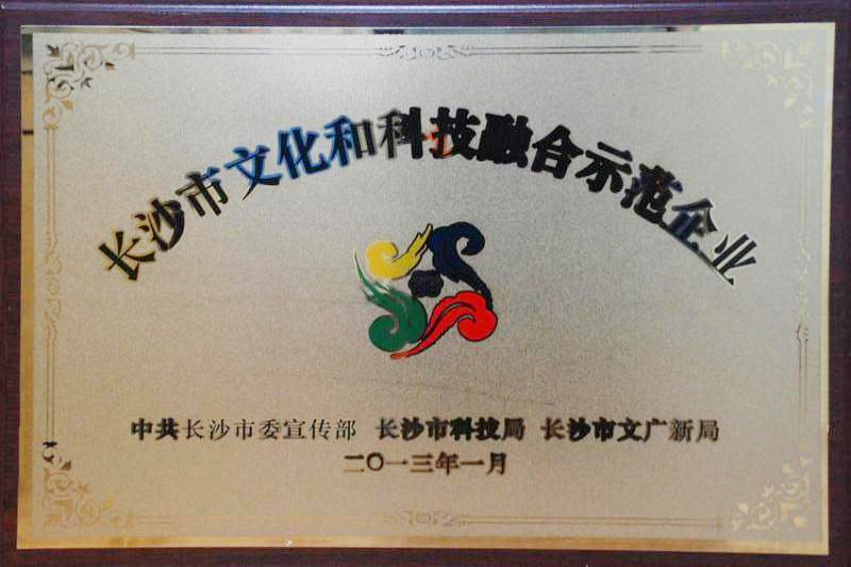 长沙市文化和科技融合示范企业
中共长沙市委宣传部 长沙市科技局 长沙市文广新局
二〇一三年一月